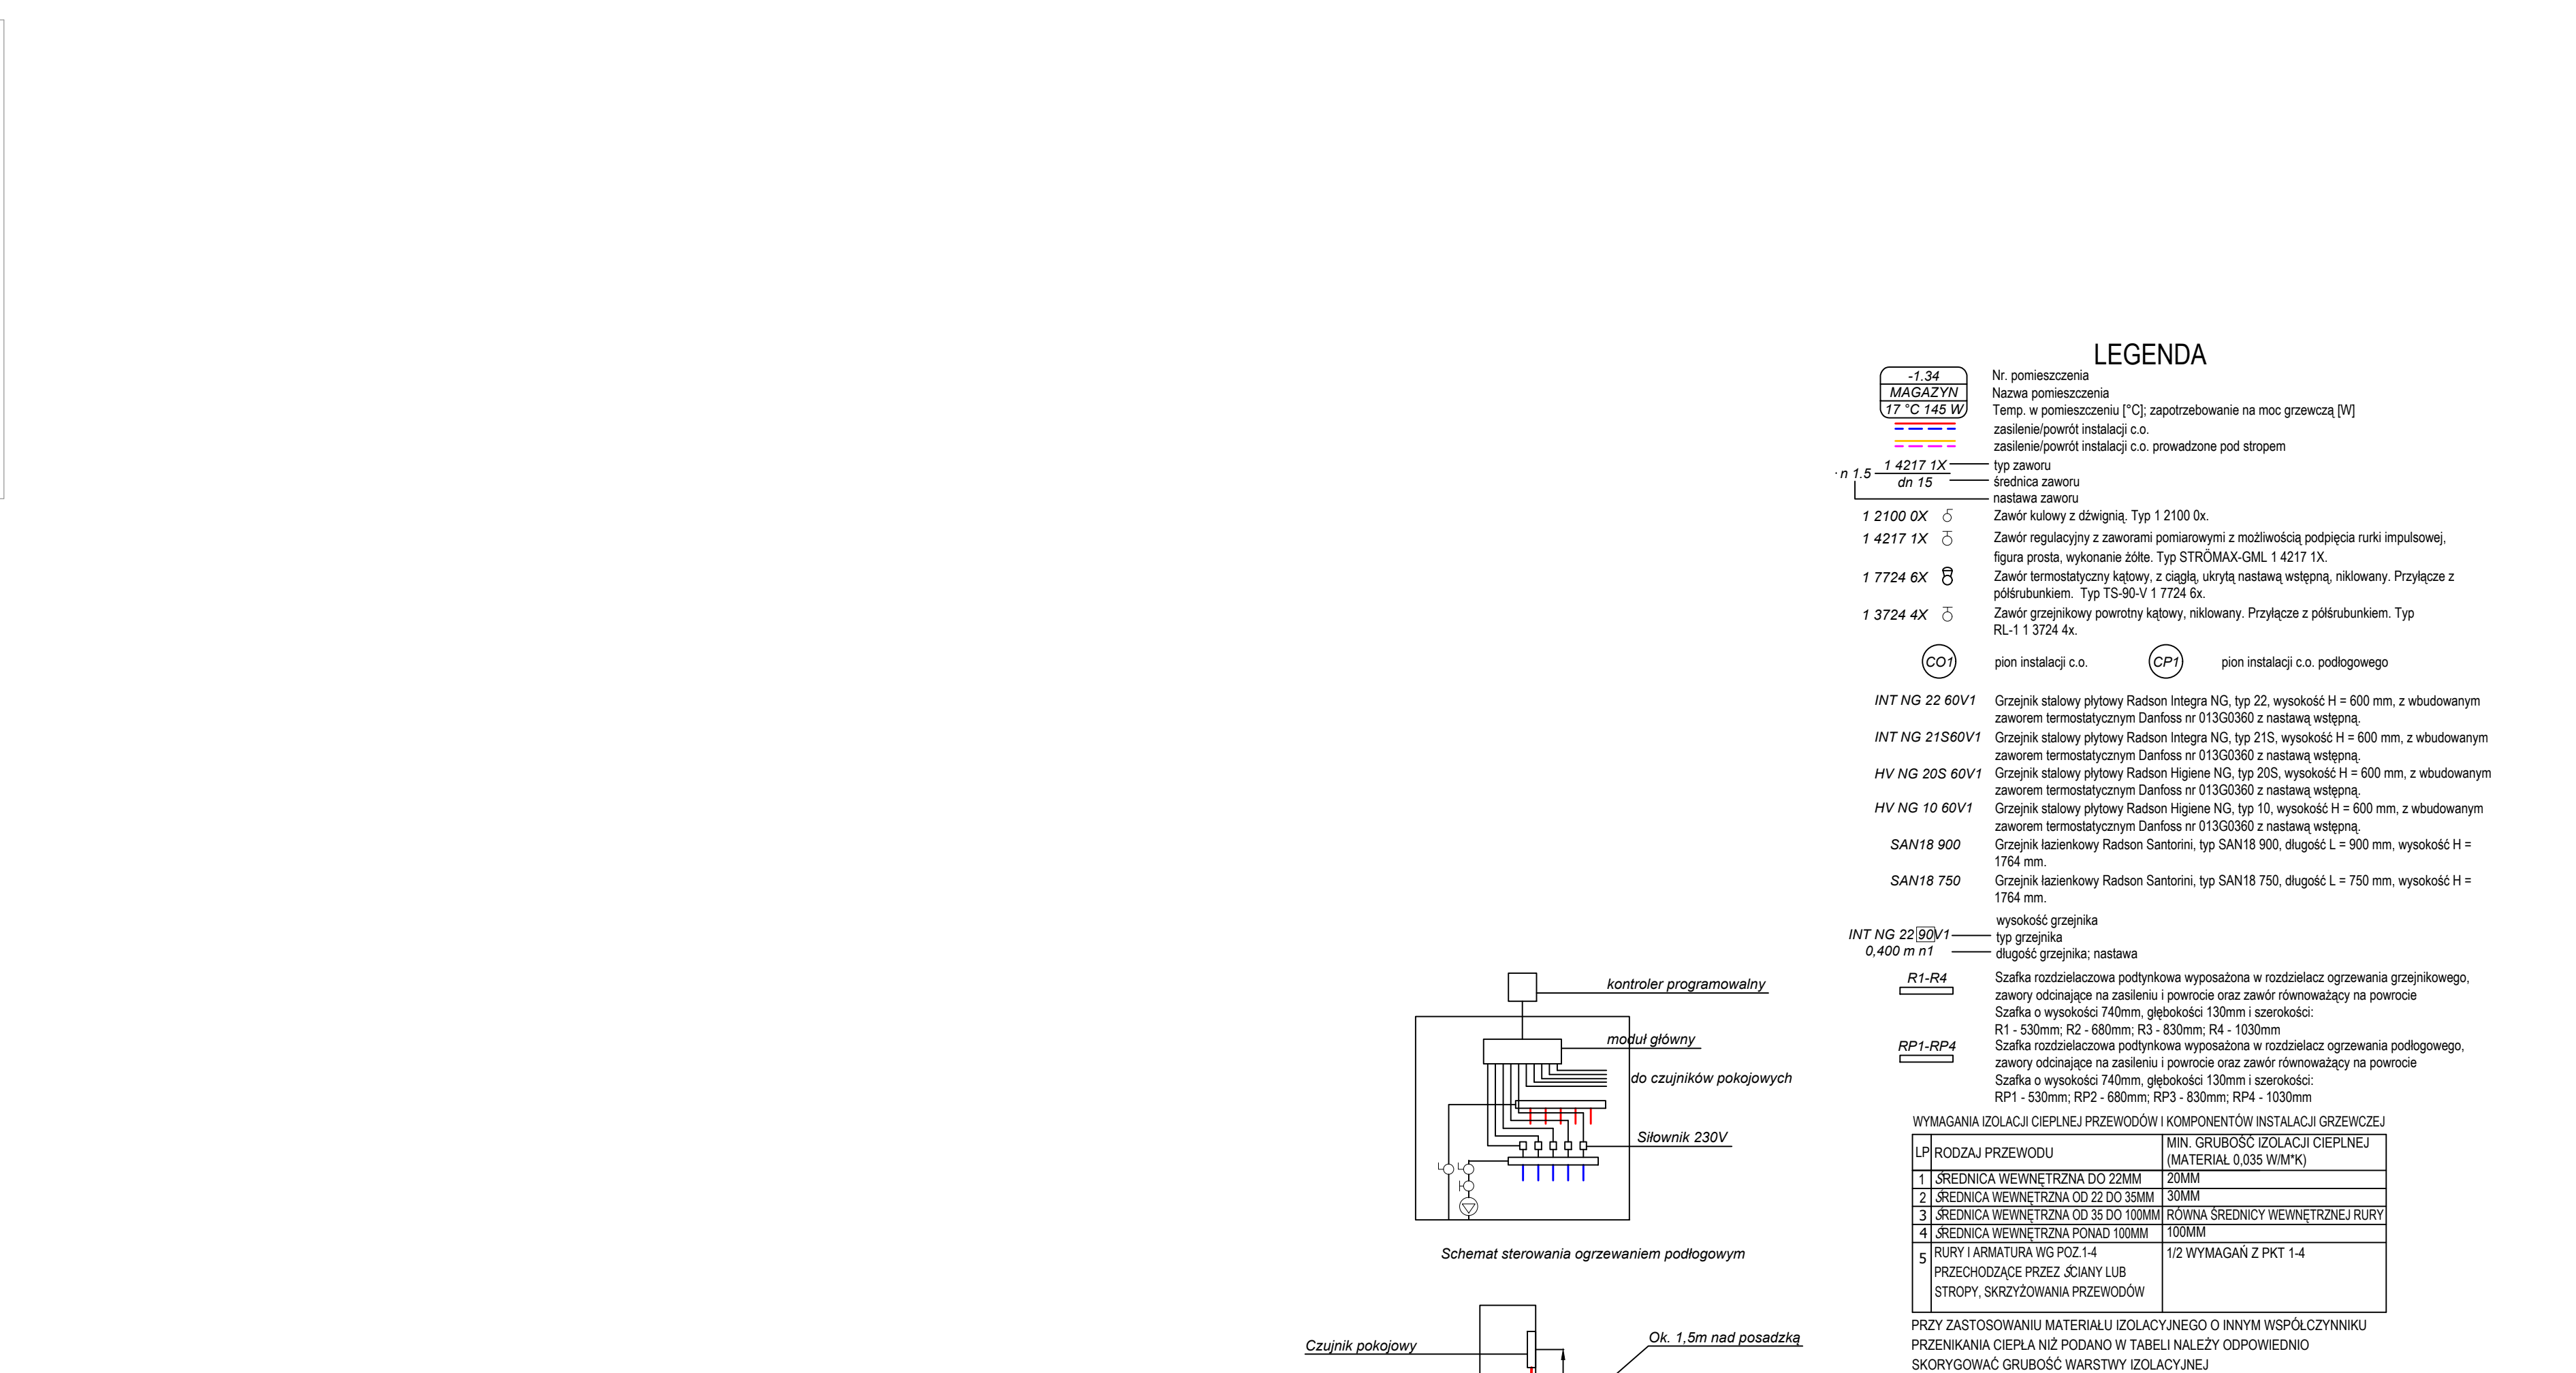 LEGENDA
-1.34
Nr. pomieszczenia
MAGAZYN
Nazwa pomieszczenia
17 °C 145 W
Temp. w pomieszczeniu [°C]; zapotrzebowanie na moc grzewczą [W]
zasilenie/powrót instalacji c.o.
zasilenie/powrót instalacji c.o. prowadzone pod stropem
n 1.5
1 4217 1X
typ zaworu
dn 15
średnica zaworu
nastawa zaworu
1 2100 0X
Zawór kulowy z dźwignią. Typ 1 2100 0x.
1 4217 1X
Zawór regulacyjny z zaworami pomiarowymi z możliwością podpięcia rurki impulsowej,
figura prosta, wykonanie żółte. Typ STRÖMAX-GML 1 4217 1X.
1 7724 6X
Zawór termostatyczny kątowy, z ciągłą, ukrytą nastawą wstępną, niklowany. Przyłącze z
półśrubunkiem. Typ TS-90-V 1 7724 6x.
1 3724 4X
Zawór grzejnikowy powrotny kątowy, niklowany. Przyłącze z półśrubunkiem. Typ
RL-1 1 3724 4x.
CO1
pion instalacji c.o.
CP1
pion instalacji c.o. podłogowego
INT NG 22 60V1
Grzejnik stalowy płytowy Radson Integra NG, typ 22, wysokość H = 600 mm, z wbudowanym
zaworem termostatycznym Danfoss nr 013G0360 z nastawą wstępną.
INT NG 21S60V1
Grzejnik stalowy płytowy Radson Integra NG, typ 21S, wysokość H = 600 mm, z wbudowanym
zaworem termostatycznym Danfoss nr 013G0360 z nastawą wstępną.
HV NG 20S 60V1
Grzejnik stalowy płytowy Radson Higiene NG, typ 20S, wysokość H = 600 mm, z wbudowanym
zaworem termostatycznym Danfoss nr 013G0360 z nastawą wstępną.
HV NG 10 60V1
Grzejnik stalowy płytowy Radson Higiene NG, typ 10, wysokość H = 600 mm, z wbudowanym
zaworem termostatycznym Danfoss nr 013G0360 z nastawą wstępną.
SAN18 900
Grzejnik łazienkowy Radson Santorini, typ SAN18 900, długość L = 900 mm, wysokość H =
1764 mm.
SAN18 750
Grzejnik łazienkowy Radson Santorini, typ SAN18 750, długość L = 750 mm, wysokość H =
1764 mm.
wysokość grzejnika
INT NG 22 90V1
typ grzejnika
0,400 m n1
długość grzejnika; nastawa
R1-R4
Szafka rozdzielaczowa podtynkowa wyposażona w rozdzielacz ogrzewania grzejnikowego,
zawory odcinające na zasileniu i powrocie oraz zawór równoważący na powrocie
Szafka o wysokości 740mm, głębokości 130mm i szerokości:
R1 - 530mm; R2 - 680mm; R3 - 830mm; R4 - 1030mm
RP1-RP4
Szafka rozdzielaczowa podtynkowa wyposażona w rozdzielacz ogrzewania podłogowego,
zawory odcinające na zasileniu i powrocie oraz zawór równoważący na powrocie
Szafka o wysokości 740mm, głębokości 130mm i szerokości:
RP1 - 530mm; RP2 - 680mm; RP3 - 830mm; RP4 - 1030mm
WYMAGANIA IZOLACJI CIEPLNEJ PRZEWODÓW I KOMPONENTÓW INSTALACJI GRZEWCZEJ
LP
RODZAJ PRZEWODU
MIN. GRUBOŚĆ IZOLACJI CIEPLNEJ
(MATERIAŁ 0,035 W/M*K)
1
ŚREDNICA WEWNĘTRZNA DO 22MM
20MM
2
ŚREDNICA WEWNĘTRZNA OD 22 DO 35MM
30MM
3
ŚREDNICA WEWNĘTRZNA OD 35 DO 100MM
RÓWNA ŚREDNICY WEWNĘTRZNEJ RURY
4
ŚREDNICA WEWNĘTRZNA PONAD 100MM
100MM
5
RURY I ARMATURA WG POZ.1-4
PRZECHODZĄCE PRZEZ ŚCIANY LUB
STROPY, SKRZYŻOWANIA PRZEWODÓW
1/2 WYMAGAŃ Z PKT 1-4
PRZY ZASTOSOWANIU MATERIAŁU IZOLACYJNEGO O INNYM WSPÓŁCZYNNIKU
PRZENIKANIA CIEPŁA NIŻ PODANO W TABELI NALEŻY ODPOWIEDNIO
SKORYGOWAĆ GRUBOŚĆ WARSTWY IZOLACYJNEJ
kontroler programowalny
moduł główny
do czujników pokojowych
Siłownik 230V
Schemat sterowania ogrzewaniem podłogowym
Czujnik pokojowy
Ok. 1,5m nad posadzką